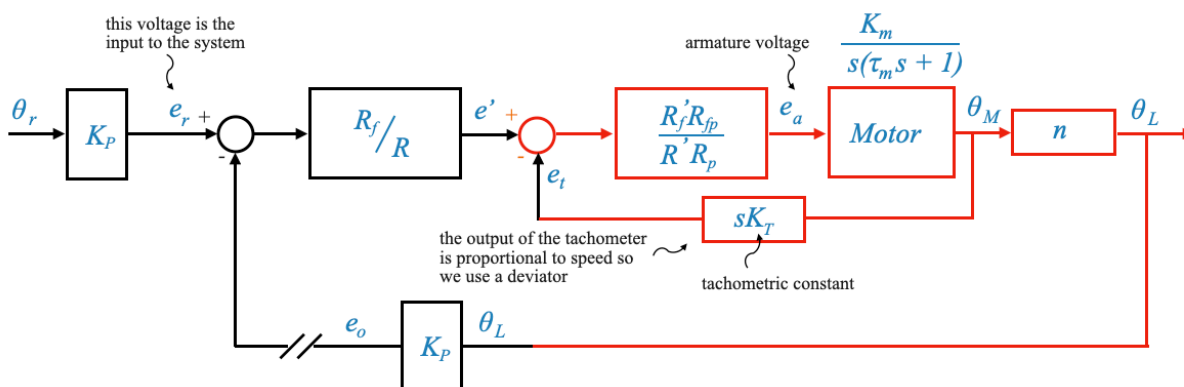 this voltage is the
input to the system
armature voltage
K_m
s(τ_m s + 1)
θ_r
K_P
e_r
+
-
R_f/R
e’
+
-
e_t
R_f’R_fp
R’R_p
e_a
Motor
θ_M
n
θ_L
sK_T
the output of the tachometer
is proportional to speed so
we use a deviator
tachometric constant
e_o
K_P
θ_L